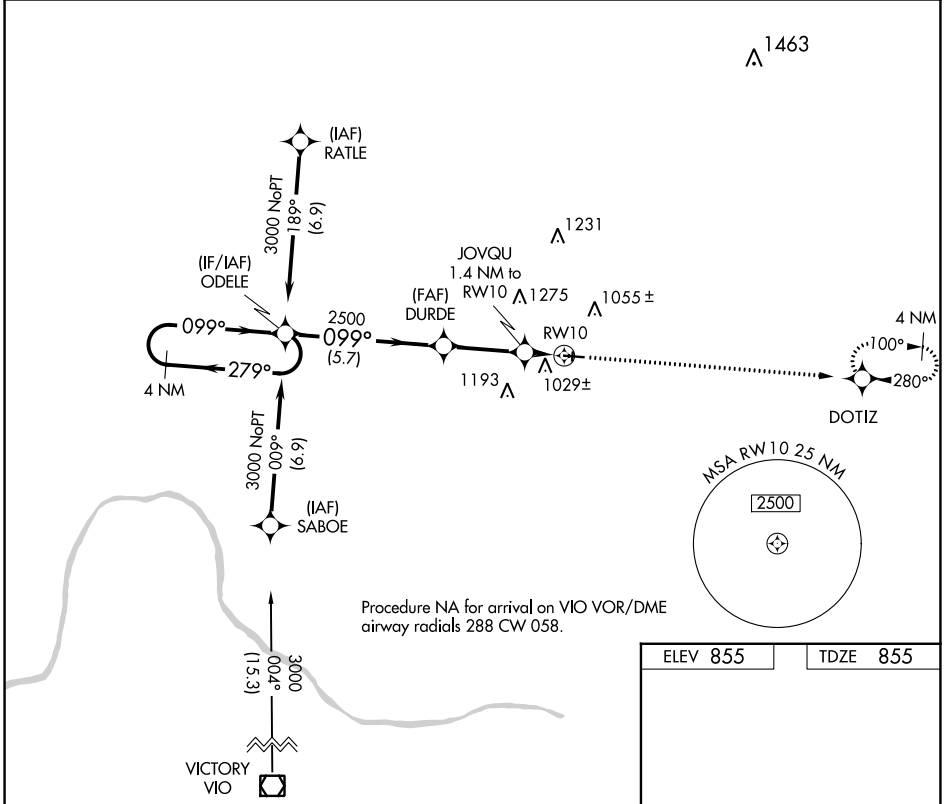 1463
(IAF)
RATLE
3000 NoPT
189°
(6.9)
1231
JOVQU
1.4 NM to
RW10
(IF/IAF)
ODELE
(FAF)
DURDE
1275
1055 ±
2500
099°
099°
(5.7)
RW10
4 NM
100°
279°
4 NM
1193
1029±
280°
DOTIZ
3000 NoPT
009°
(6.9)
MSA RW10 25 NM
2500
(IAF)
SABOE
Procedure NA for arrival on VIO VOR/DME
airway radials 288 CW 058.
3000
004°
(15.3)
ELEV 855
TDZE 855
VICTORY
VIO